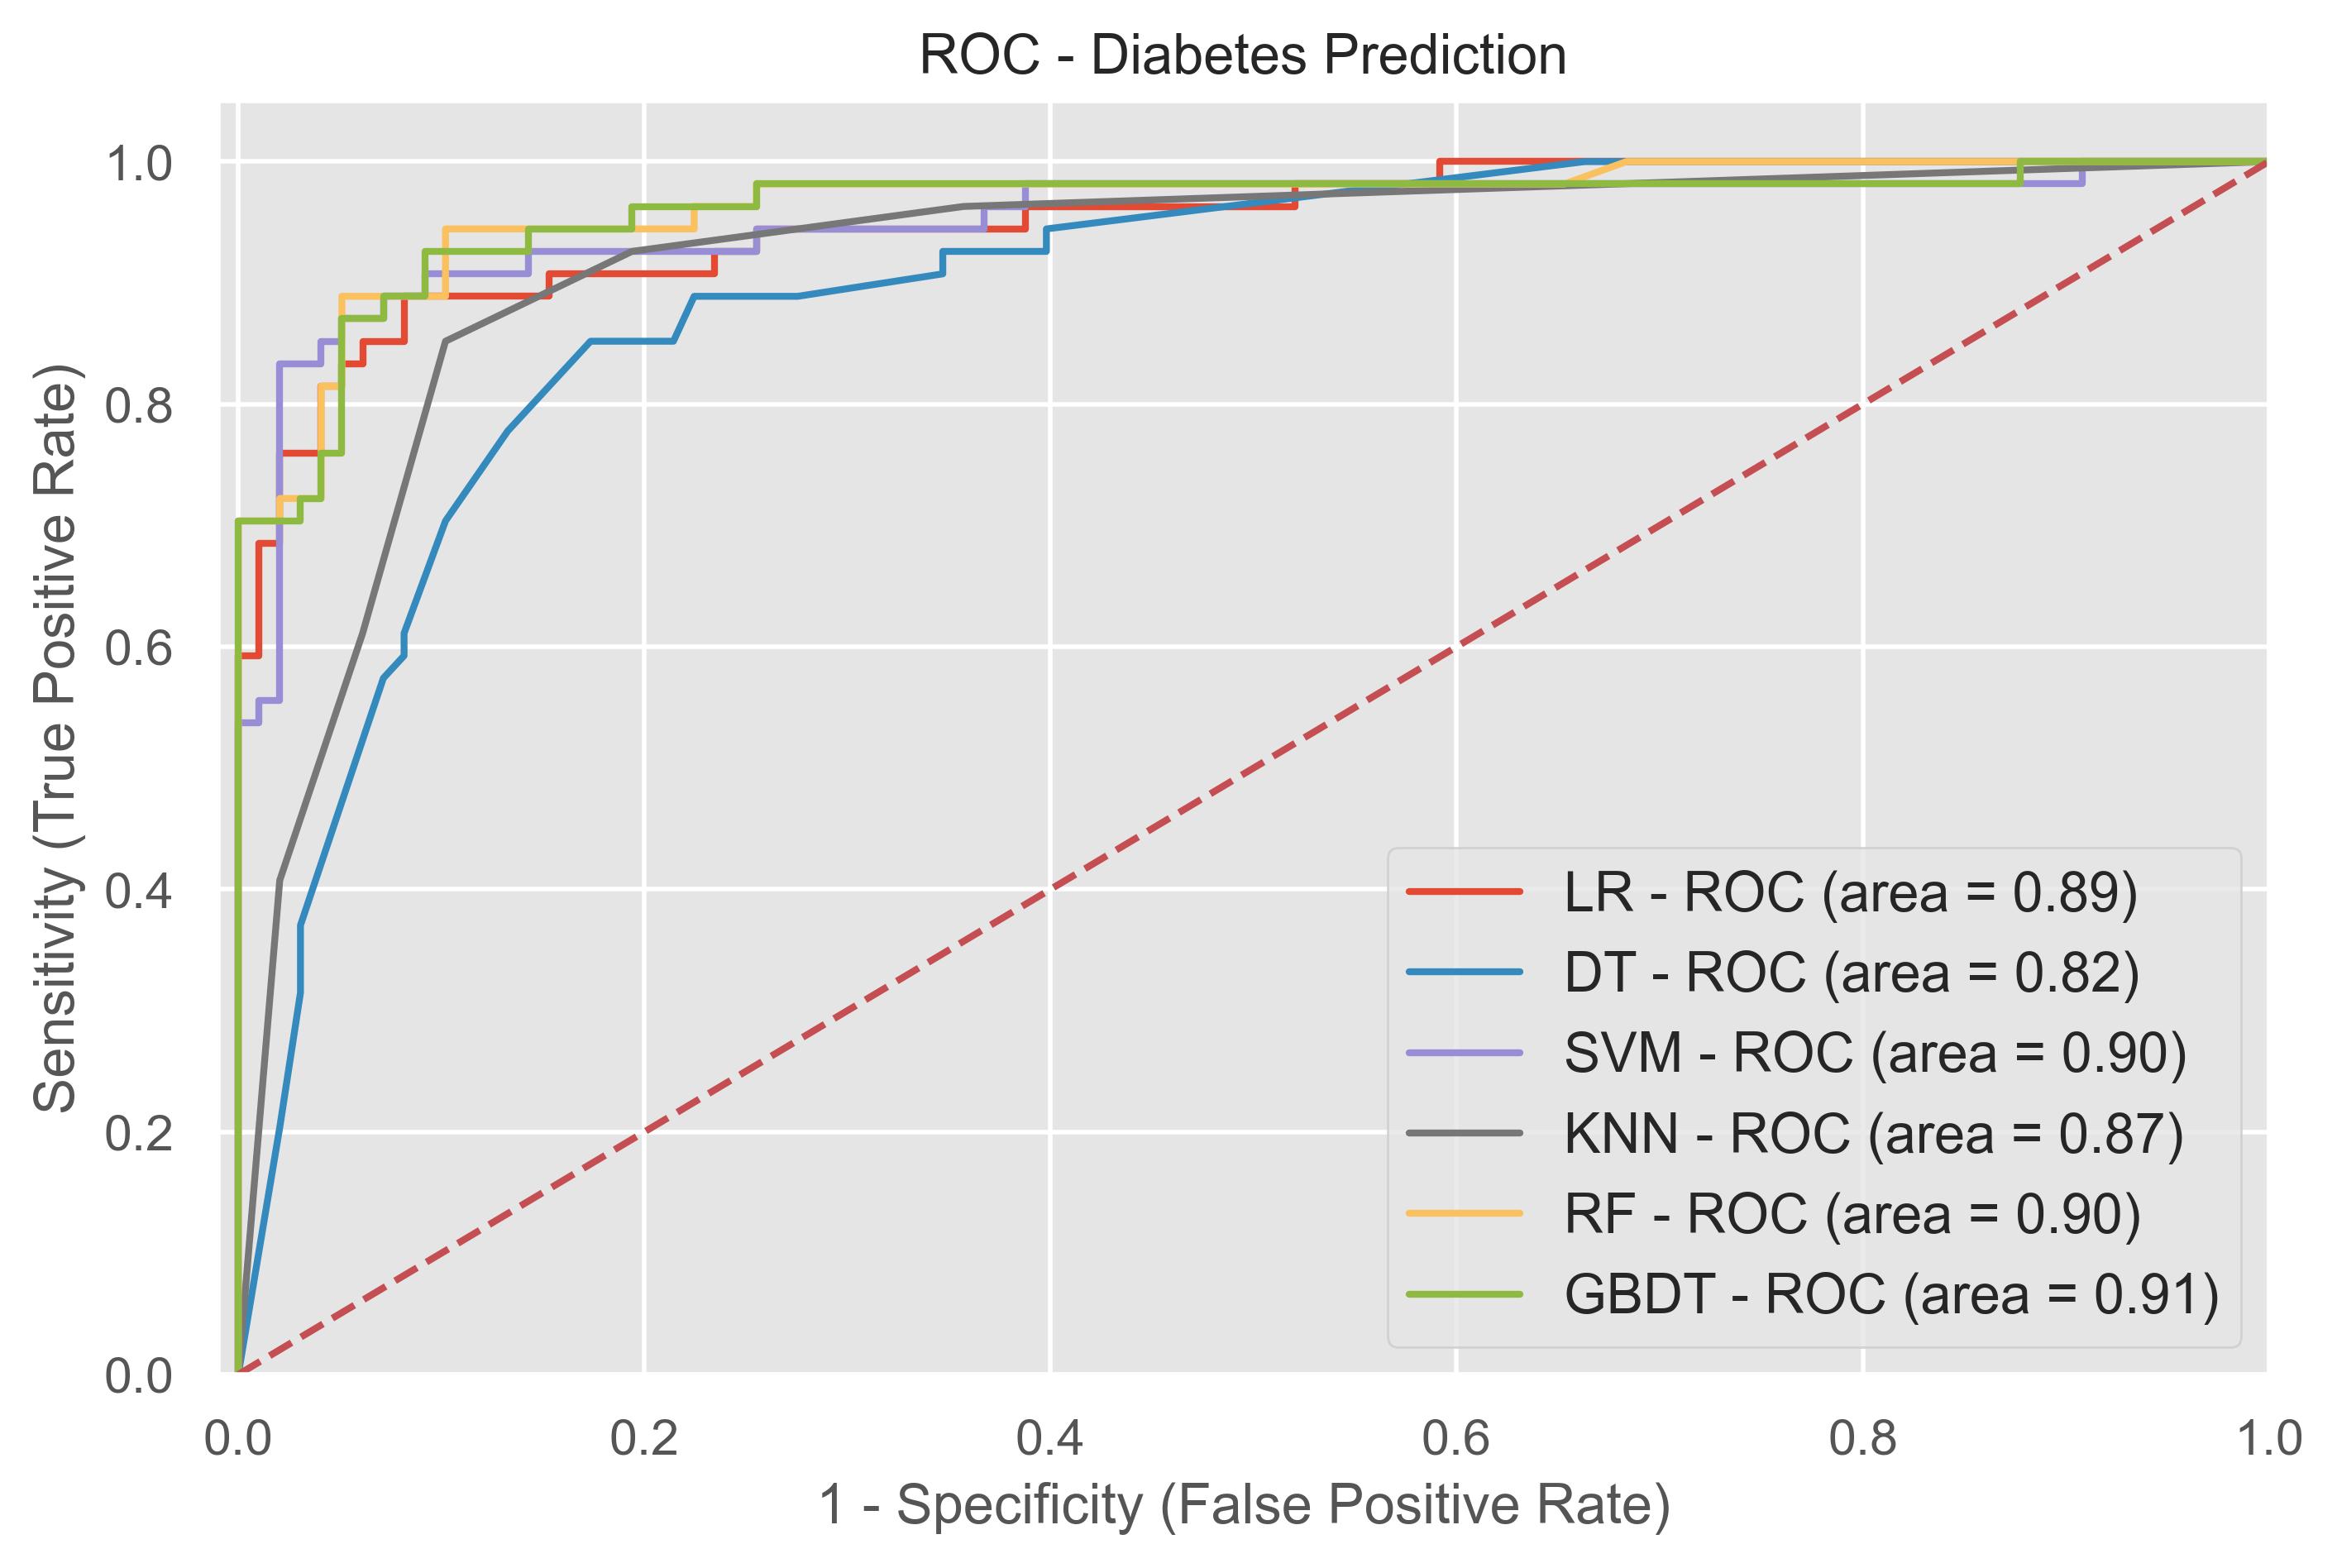 ROC - Diabetes Prediction
1.0
0.8
0.6
0.4
0.2
0.0
Sensitivity (True Positive Rate)
LR - ROC (area = 0.89)
DT - ROC (area = 0.82)
SVM - ROC (area = 0.90)
KNN - ROC (area = 0.87)
RF - ROC (area = 0.90)
GBDT - ROC (area = 0.91)
0.0 0.2 0.4 0.6 0.8 1.0
1 - Specificity (False Positive Rate)